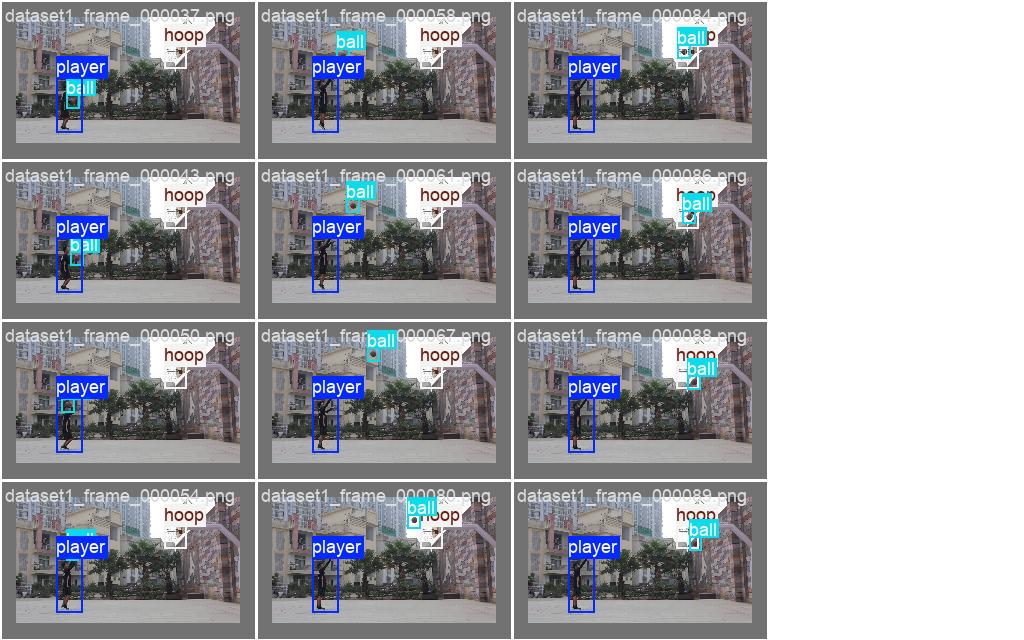 dataset1_frame_000037.png
hoop
player
ball
dataset1_frame_000058.png
ball
hoop
player
dataset1_frame_000084.png
ball
player
dataset1_frame_000043.png
hoop
player
ball
dataset1_frame_000061.png
ball
hoop
player
dataset1_frame_000086.png
hoop
ball
player
dataset1_frame_000050.png
hoop
player
dataset1_frame_000067.png
ball
hoop
player
dataset1_frame_000088.png
hoop
ball
player
dataset1_frame_000054.png
hoop
player
dataset1_frame_000080.png
ball
hoop
player
dataset1_frame_000089.png
hoop
ball
player